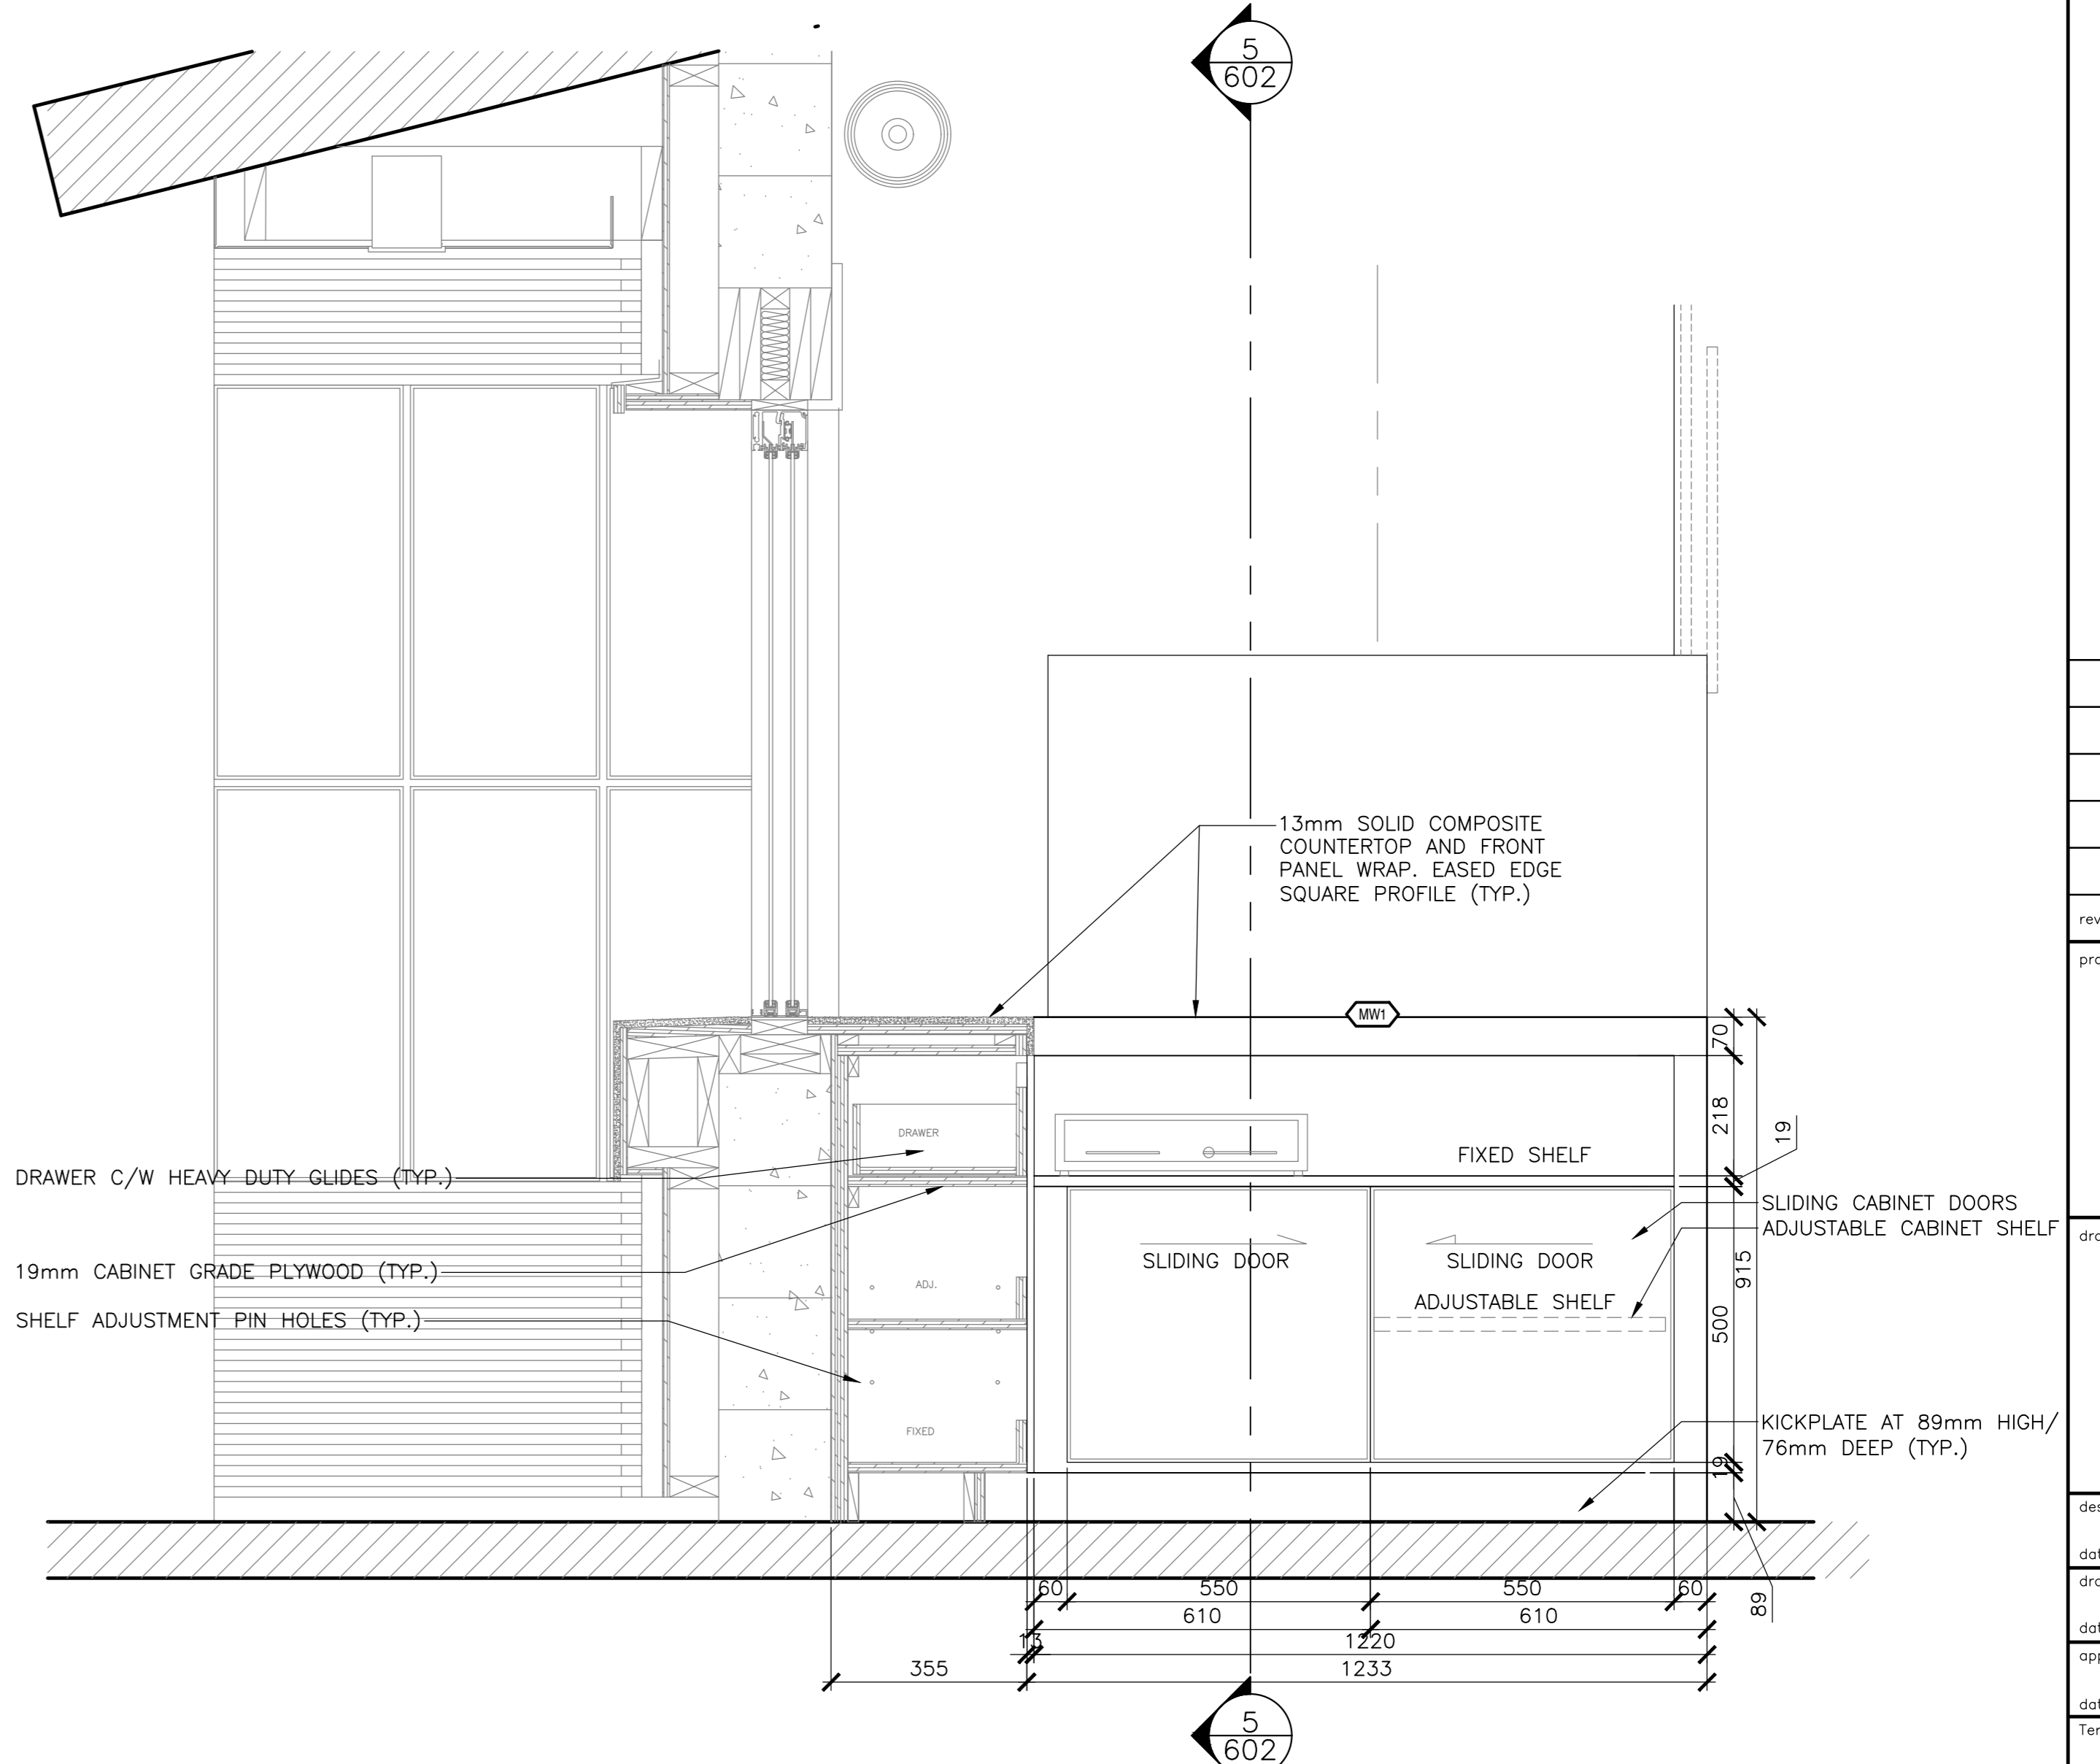 5
602
13mm SOLID COMPOSITE
COUNTERTOP AND FRONT
PANEL WRAP. EASED EDGE
SQUARE PROFILE (TYP.)
rev
pro
MW1
70
218
19
DRAWER
FIXED SHELF
DRAWER C/W HEAVY DUTY GLIDES (TYP.)
SLIDING CABINET DOORS
ADJUSTABLE CABINET SHELF
dra
SLIDING DOOR
SLIDING DOOR
915
19mm CABINET GRADE PLYWOOD (TYP.)
ADJ.
ADJUSTABLE SHELF
SHELF ADJUSTMENT PIN HOLES (TYP.)
500
FIXED
KICKPLATE AT 89mm HIGH/
76mm DEEP (TYP.)
19
des
dat
60
550
550
60
dra
89
610
610
dat
13
1220
app
355
1233
dat
Ter
5
602